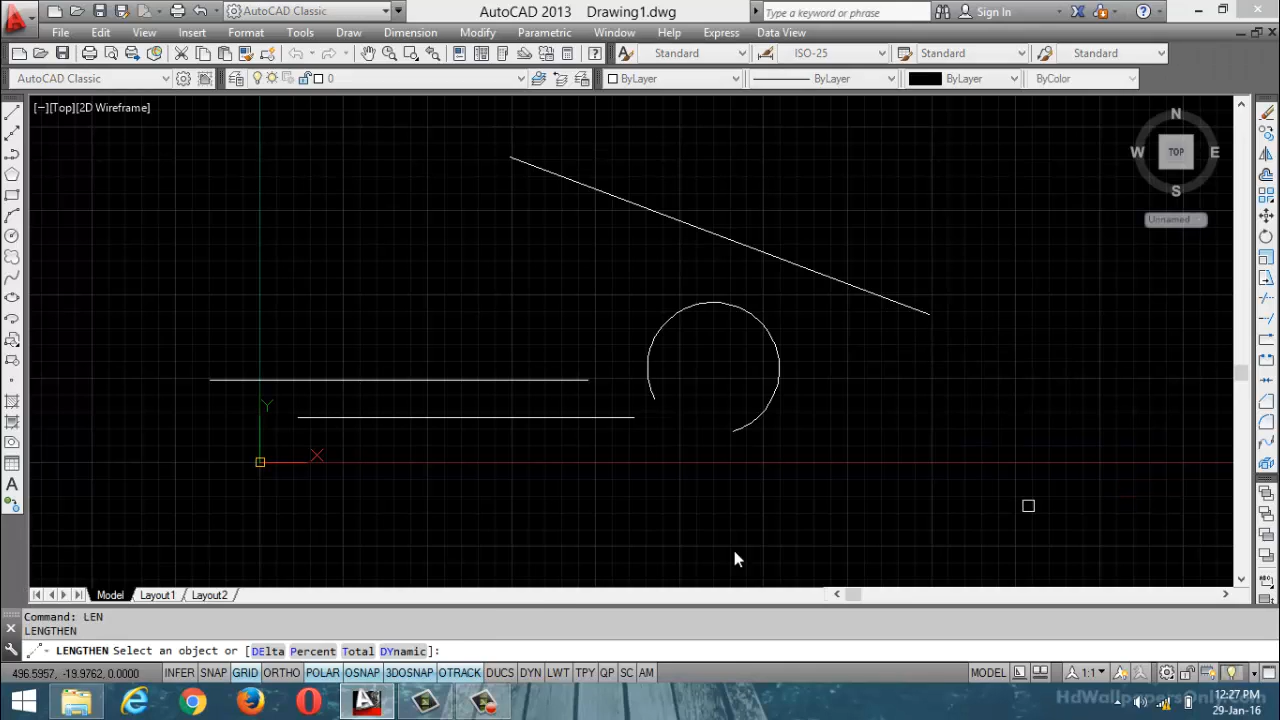 AutoCAD Classic
AutoCAD 2013 Drawing1.dwg
Type a keyword or phrase
Sign In
File Edit View Insert Format Tools Draw Dimension Modify Parametric Window Help Express Data Extraction
Standard ISO-25 Standard Standard
AutoCAD Classic 0 ByLayer ByLayer ByLayer ByColor
[−][Top][2D Wireframe]
N
W TOP E
S
Unnamed
Y
X
A
Model Layout1 Layout2
Command: LEN
LENGTHEN
LENGTHEN Select an object or [DElta Percent Total DYnamic]:
496.5957, -19.9762, 0.0000 INFER SNAP GRID ORTHO POLAR OSNAP 3DOSNAP OTRACK DUCS DYN LWT TPY QP SC AM MODEL 1:1
HdWallpapersOnly.com
12:27 PM
29-Jan-16